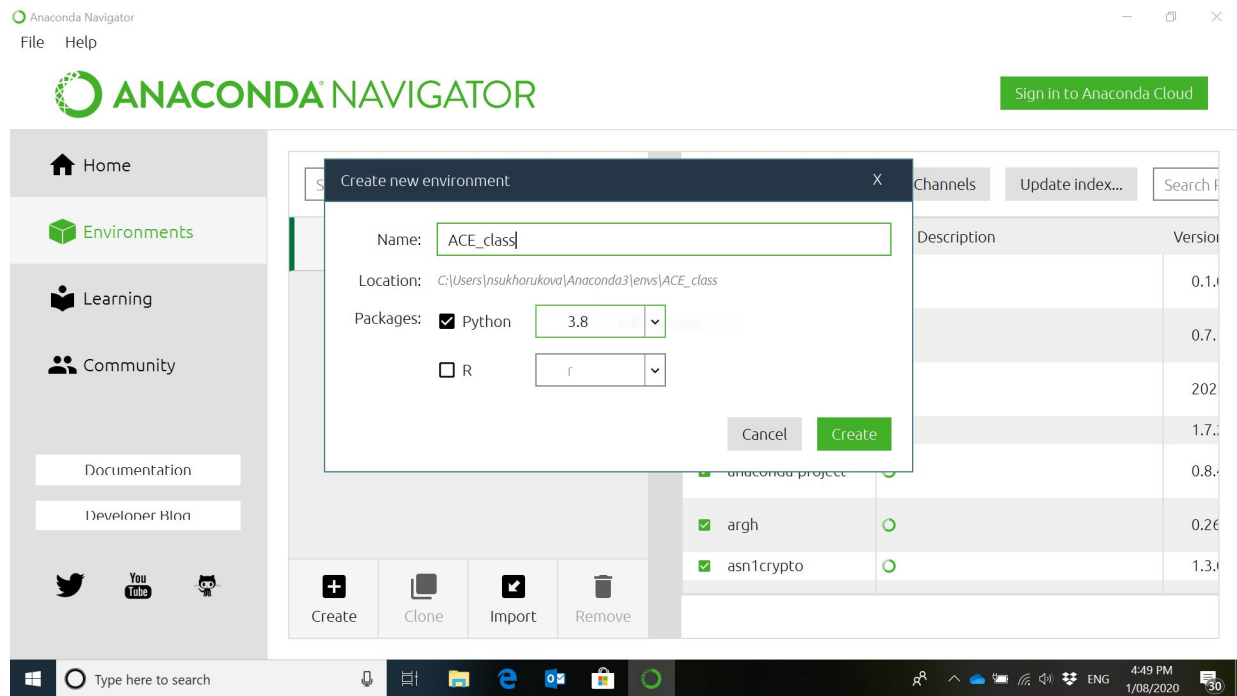 Anaconda Navigator
File Help
ANACONDA NAVIGATOR
Sign in to Anaconda Cloud
Home
Environments
Learning
Community
Documentation
Developer Blog
You
Tube
Create new environment X
Name: ACE_class
Location: C:\Users\nsukhorukova\Anaconda3\envs\ACE_class
Packages: Python 3.8
R r
Cancel Create
Channels Update index... Search
Description Version
0.1.
0.7.
202
1.7.
anaconda project 0.8.
argh 0.26
asn1crypto 1.3.
Create Clone Import Remove
Type here to search
ENG
4:49 PM
1/08/2020
30